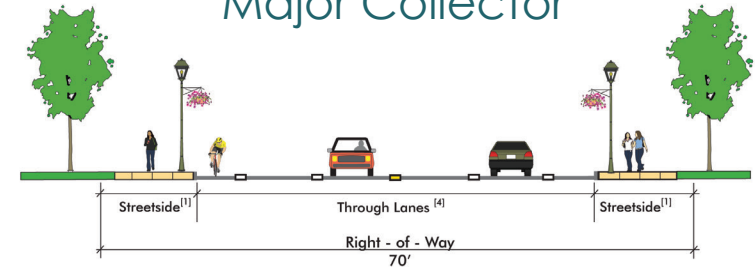 Major Collector
Streetside[1]
Through Lanes [4]
Streetside[1]
Right - of - Way
70'